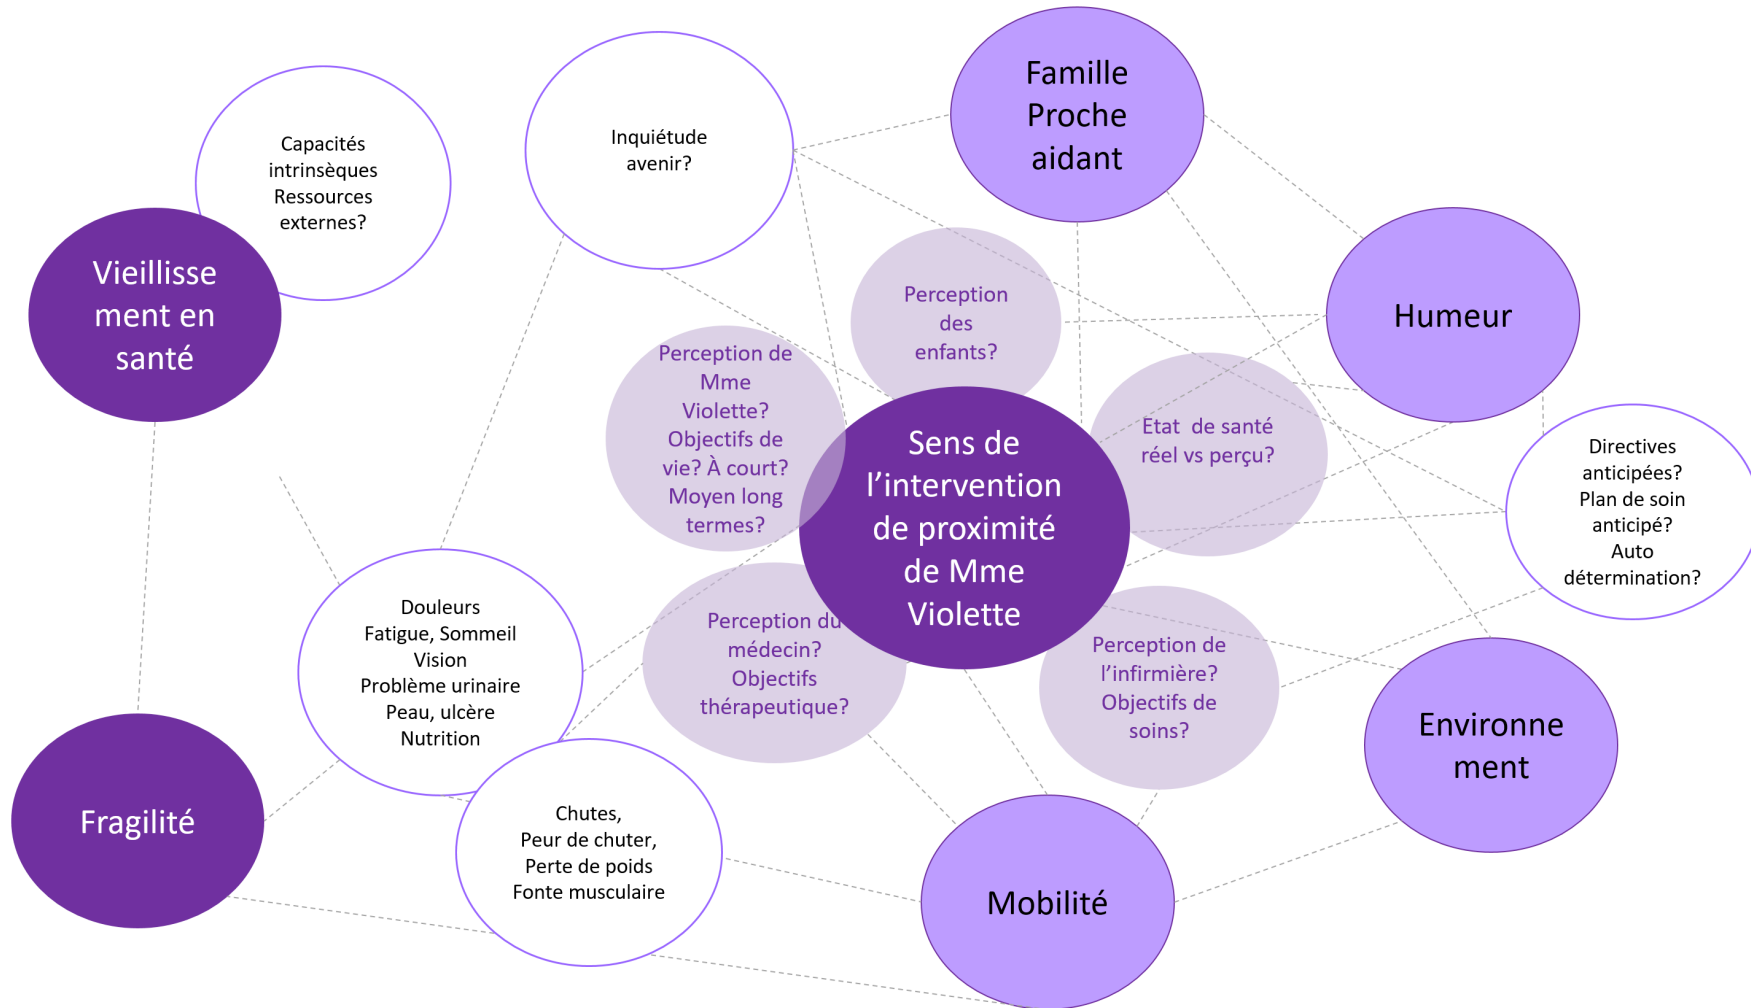 Famille
Proche
aidant
Inquiétude
avenir?
Capacités
intrinsèques
Ressources
externes?
Vieillisse
ment en
santé
Perception
des
enfants?
Humeur
Perception de
Mme
Violette?
Objectifs de
vie? À court?
Moyen long
termes?
Etat  de santé
réel vs perçu?
Sens de
l’intervention
de proximité
de Mme
Violette
Directives
anticipées?
Plan de soin
anticipé?
Auto
détermination?
Douleurs
Fatigue, Sommeil
Vision
Problème urinaire
Peau, ulcère
Nutrition
Perception du
médecin?
Objectifs
thérapeutique?
Perception de
l’infirmière?
Objectifs de
soins?
Environne
ment
Fragilité
Chutes,
Peur de chuter,
Perte de poids
Fonte musculaire
Mobilité